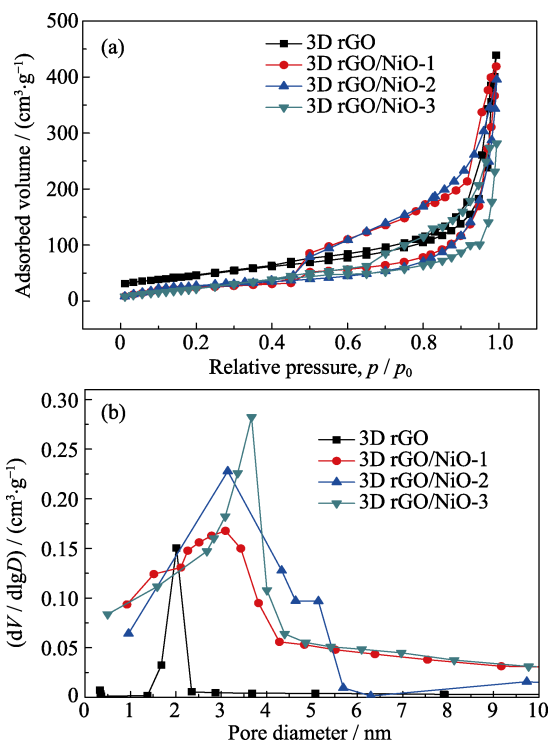 (a)
3D rGO
3D rGO/NiO-1
3D rGO/NiO-2
3D rGO/NiO-3
Adsorbed volume / (cm³·g⁻¹)
500
450
400
300
200
100
0
0 0.2 0.4 0.6 0.8 1.0
Relative pressure, p / p₀
(b)
3D rGO
3D rGO/NiO-1
3D rGO/NiO-2
3D rGO/NiO-3
(dV / dlgD) / (cm³·g⁻¹)
0.30
0.25
0.20
0.15
0.10
0.05
0
0 1 2 3 4 5 6 7 8 9 10
Pore diameter / nm